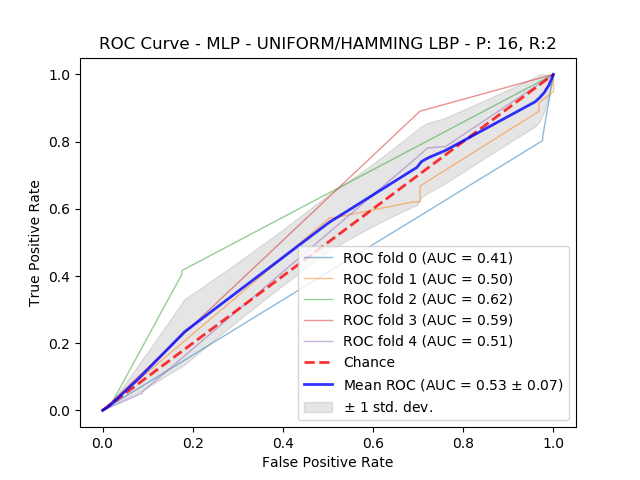 ROC Curve - MLP - UNIFORM/HAMMING LBP - P: 16, R:2
True Positive Rate
1.0
0.8
0.6
0.4
0.2
0.0
ROC fold 0 (AUC = 0.41)
ROC fold 1 (AUC = 0.50)
ROC fold 2 (AUC = 0.62)
ROC fold 3 (AUC = 0.59)
ROC fold 4 (AUC = 0.51)
Chance
Mean ROC (AUC = 0.53 ± 0.07)
± 1 std. dev.
0.0 0.2 0.4 0.6 0.8 1.0
False Positive Rate